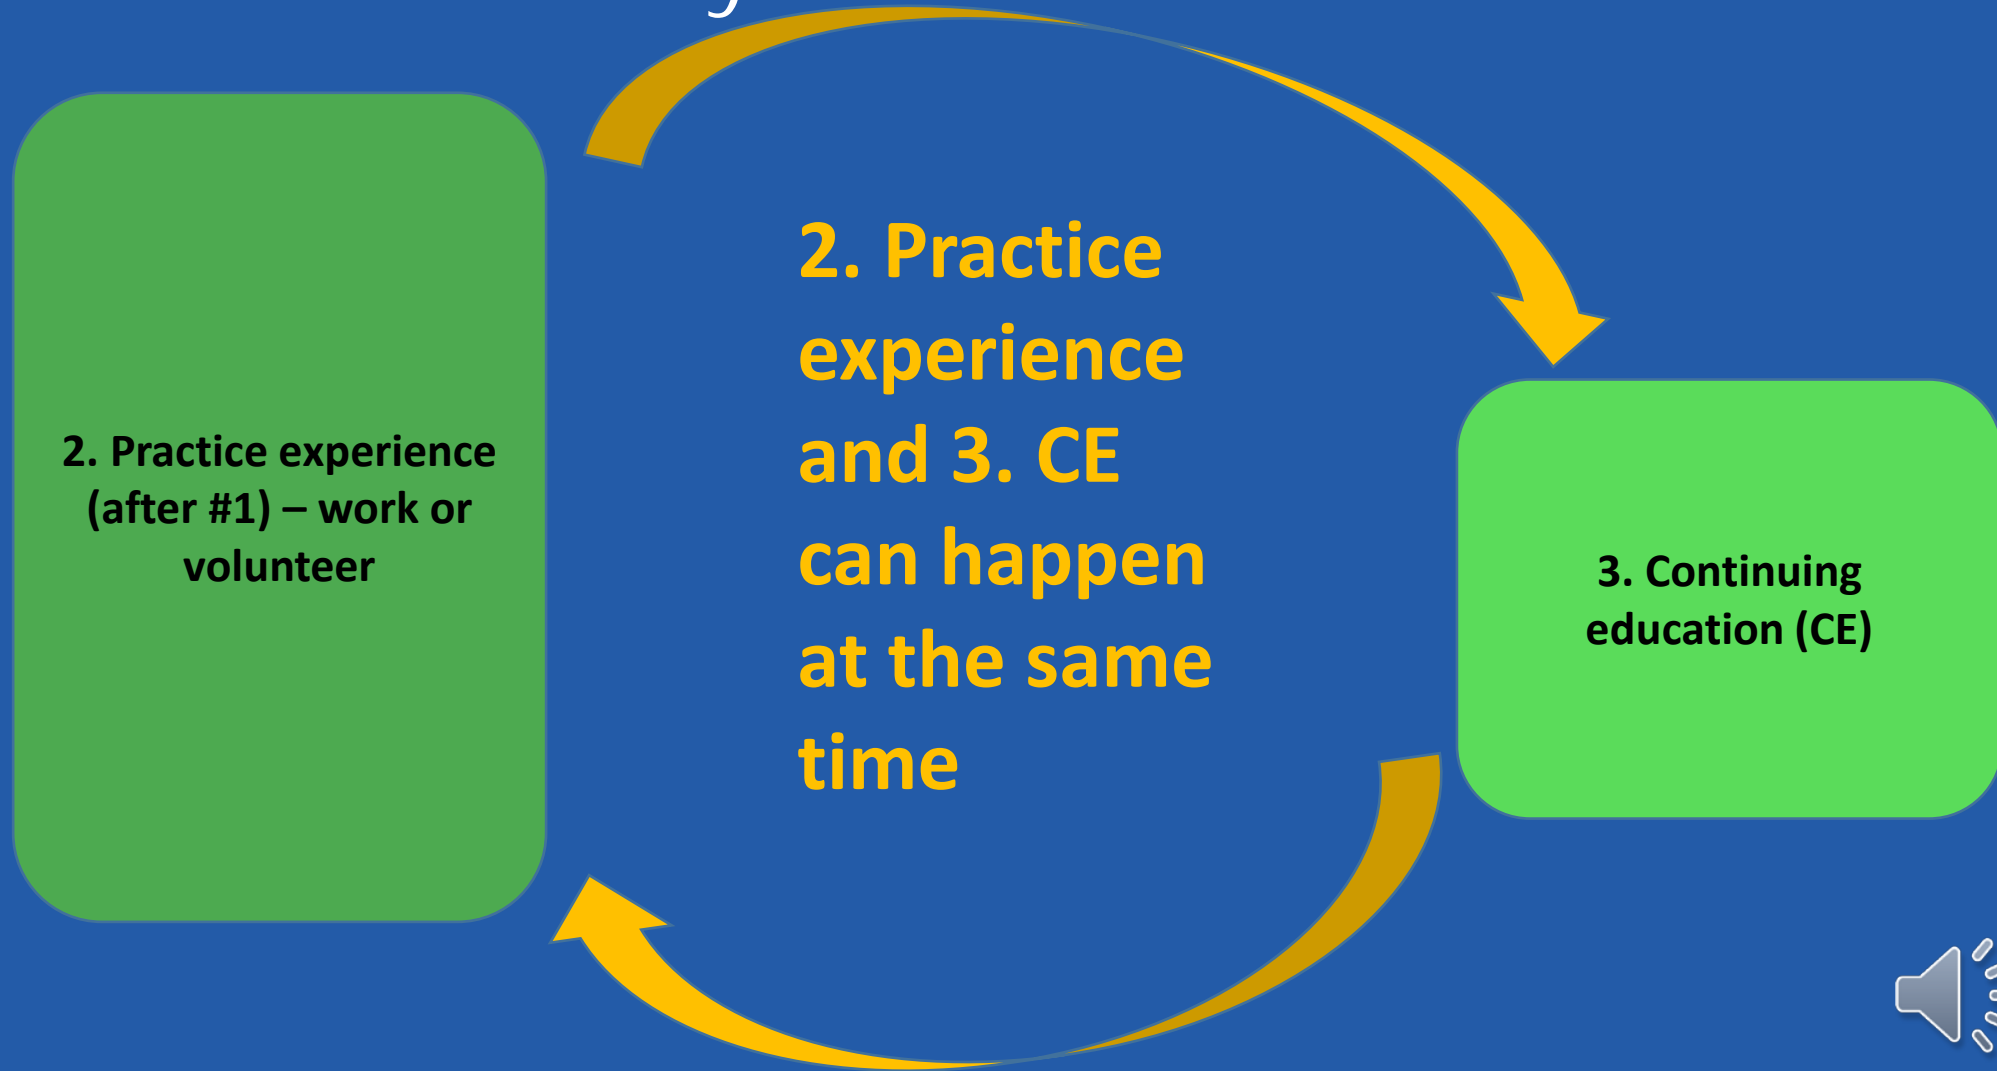 2. Practice experience
(after #1) – work or
volunteer
2. Practice
experience
and 3. CE
can happen
at the same
time
3. Continuing
education (CE)